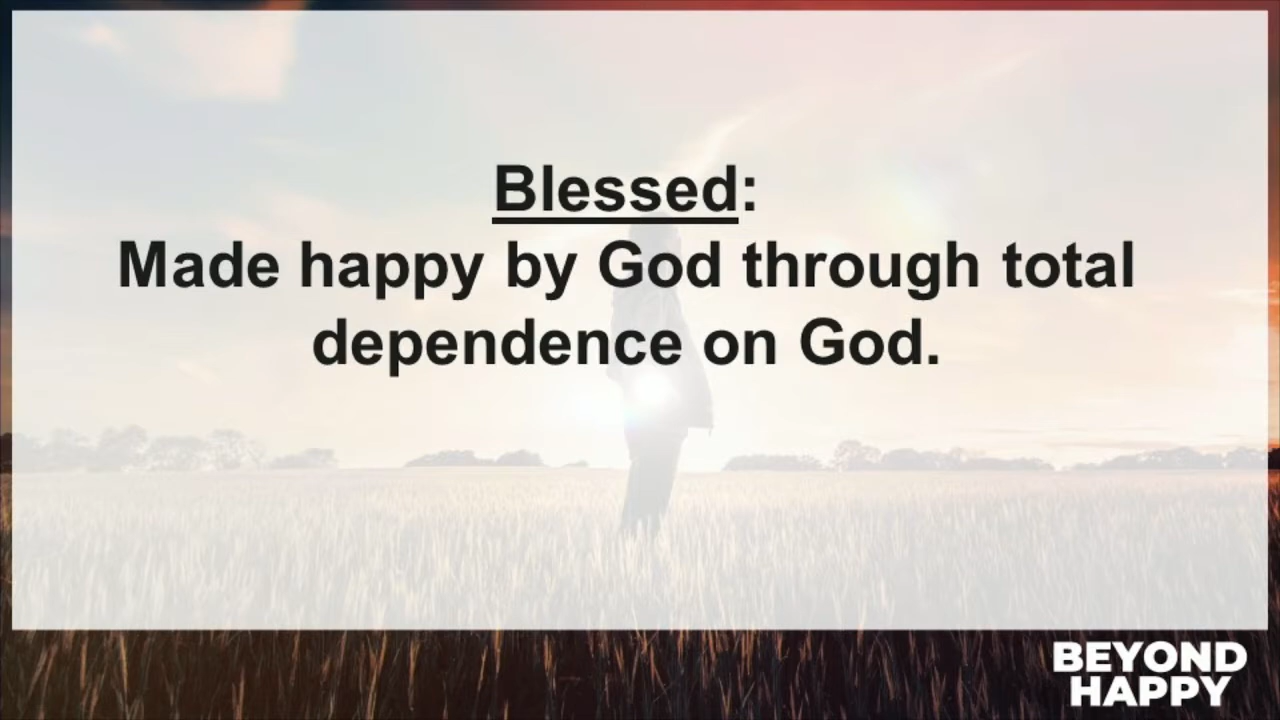 Blessed:
Made happy by God through total
dependence on God.
BEYOND
HAPPY